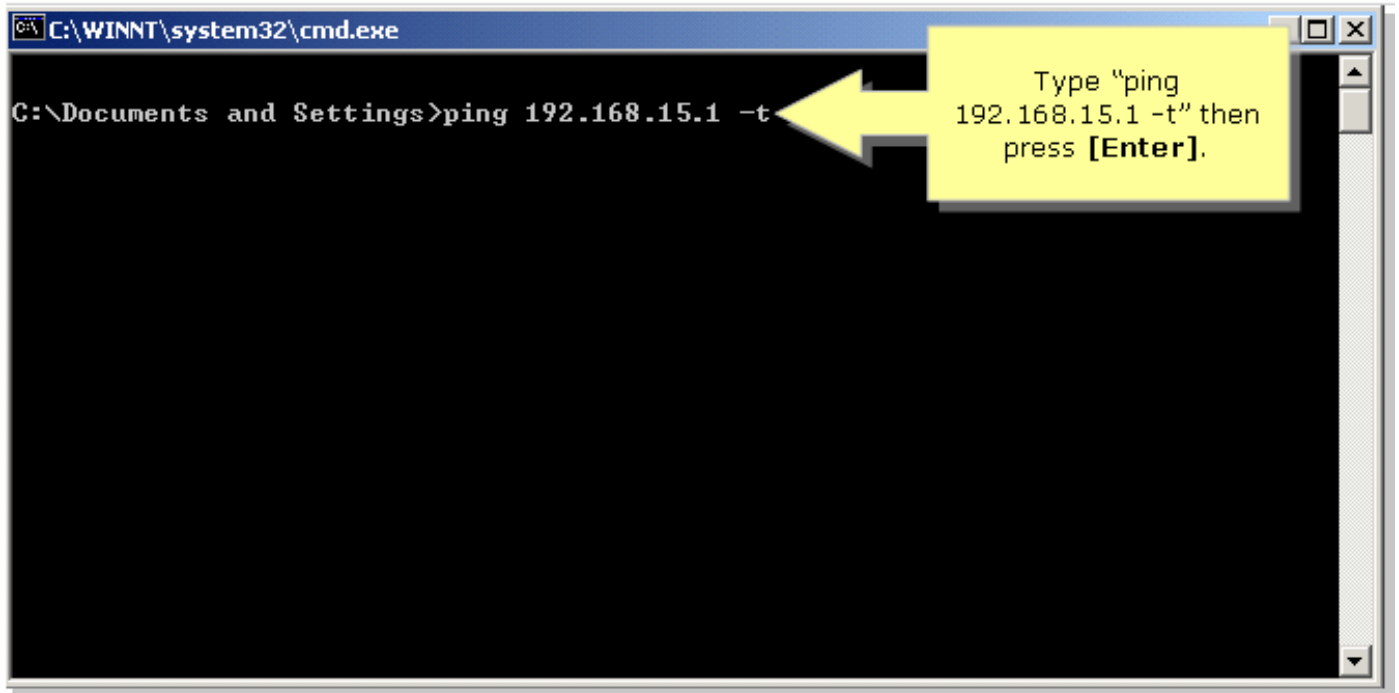 C:\WINNT\system32\cmd.exe
C:\Documents and Settings>ping 192.168.15.1 -t
Type “ping
192.168.15.1 -t” then
press [Enter].